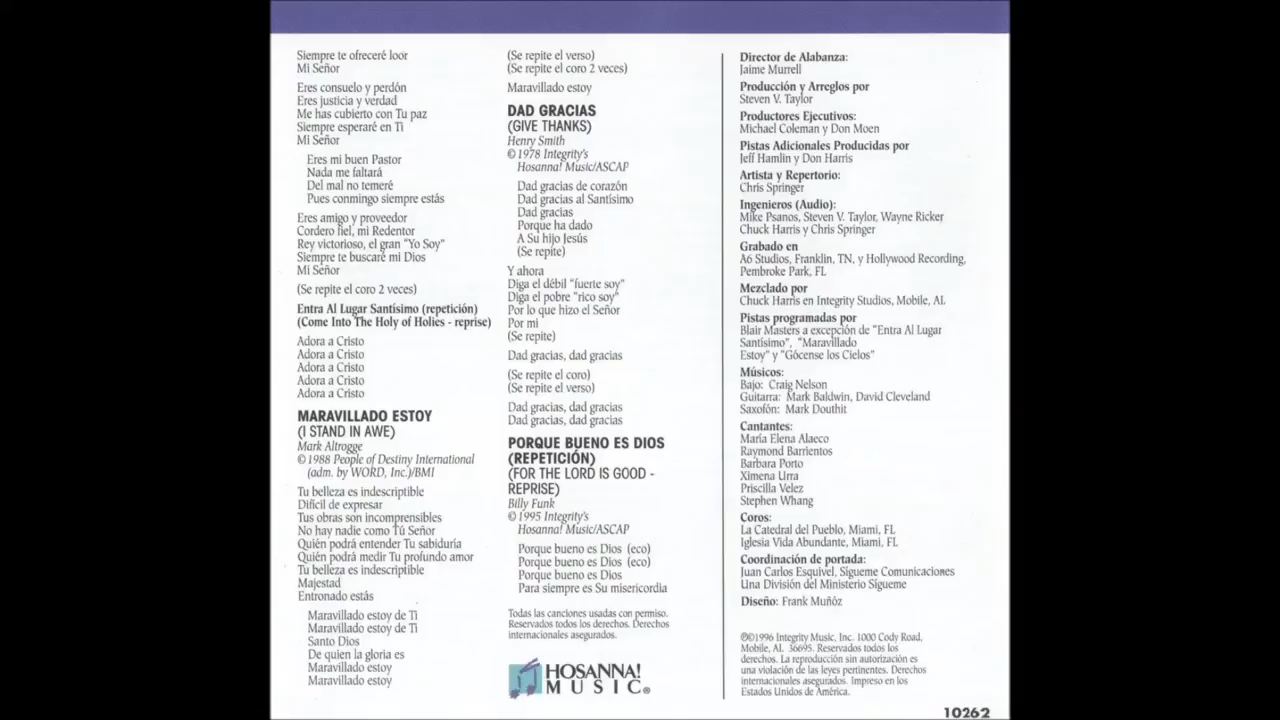 Siempre te ofreceré loor
Mi Señor
Eres consuelo y perdón
Eres justicia y verdad
Me has cubierto con Tu paz
Siempre esperaré en Ti
Mi Señor
Eres mi buen Pastor
Nada me faltará
Del mal no temeré
Pues conmingo siempre estás
Eres amigo y proveedor
Cordero fiel, mi Redentor
Rey victorioso, el gran “Yo Soy”
Siempre te buscaré mi Dios
Mi Señor
(Se repite el coro 2 veces)
Entra Al Lugar Santísimo (repetición)
(Come Into The Holy of Holies - reprise)
Adora a Cristo
Adora a Cristo
Adora a Cristo
Adora a Cristo
Adora a Cristo
MARAVILLADO ESTOY
(I STAND IN AWE)
Mark Altrogge
©1988 People of Destiny International
(adm. by WORD, Inc.)/BMI
Tu belleza es indescriptible
Difícil de expresar
Tus obras son incomprensibles
No hay nadie como Tú Señor
Quién podrá entender Tu sabiduría
Quién podrá medir Tu profundo amor
Tu belleza es indescriptible
Majestad
Entronado estás
Maravillado estoy de Ti
Maravillado estoy de Ti
Santo Dios
De quien la gloria es
Maravillado estoy
Maravillado estoy
(Se repite el verso)
(Se repite el coro 2 veces)
Maravillado estoy
DAD GRACIAS
(GIVE THANKS)
Henry Smith
©1978 Integrity's
Hosanna! Music/ASCAP
Dad gracias de corazón
Dad gracias al Santísimo
Dad gracias
Porque ha dado
A Su hijo Jesús
(Se repite)
Y ahora
Diga el débil “fuerte soy”
Diga el pobre “rico soy”
Por lo que hizo el Señor
Por mi
(Se repite)
Dad gracias, dad gracias
(Se repite el coro)
(Se repite el verso)
Dad gracias, dad gracias
Dad gracias, dad gracias
PORQUE BUENO ES DIOS
(REPETICIÓN)
(FOR THE LORD IS GOOD -
REPRISE)
Billy Funk
©1995 Integrity's
Hosanna! Music/ASCAP
Porque bueno es Dios (eco)
Porque bueno es Dios (eco)
Porque bueno es Dios
Para siempre es Su misericordia
Todas las canciones usadas con permiso.
Reservados todos los derechos. Derechos
internacionales asegurados.
HOSANNA!
MUSIC®
Director de Alabanza:
Jaime Murrell
Producción y Arreglos por
Steven V. Taylor
Productores Ejecutivos:
Michael Coleman y Don Moen
Pistas Adicionales Producidas por
Jeff Hamlin y Don Harris
Artista y Repertorio:
Chris Springer
Ingenieros (Audio):
Mike Psanos, Steven V. Taylor, Wayne Ricker
Chuck Harris y Chris Springer
Grabado en
A6 Studios, Franklin, TN, y Hollywood Recording,
Pembroke Park, FL
Mezclado por
Chuck Harris en Integrity Studios, Mobile, AL
Pistas programadas por
Blair Masters a excepción de “Entra Al Lugar
Santísimo”, “Maravillado
Estoy” y “Gócense los Cielos”
Músicos:
Bajo: Craig Nelson
Guitarra: Mark Baldwin, David Cleveland
Saxofón: Mark Douthit
Cantantes:
María Elena Alaeco
Raymond Barrientos
Barbara Porto
Ximena Urra
Priscilla Velez
Stephen Whang
Coros:
La Catedral del Pueblo, Miami, FL
Iglesia Vida Abundante, Miami, FL
Coordinación de portada:
Juan Carlos Esquivel, Sígueme Comunicaciones
Una División del Ministerio Sígueme
Diseño: Frank Muñóz
℗©1996 Integrity Music, Inc. 1000 Cody Road,
Mobile, AL 36695. Reservados todos los
derechos. La reproducción sin autorización es
una violación de las leyes pertinentes. Derechos
internacionales asegurados. Impreso en los
Estados Unidos de América.
10262